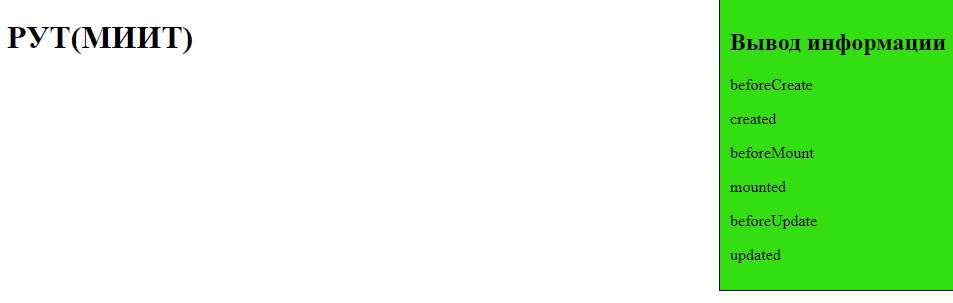 РУТ(МИИТ)
Вывод информации
beforeCreate
created
beforeMount
mounted
beforeUpdate
updated